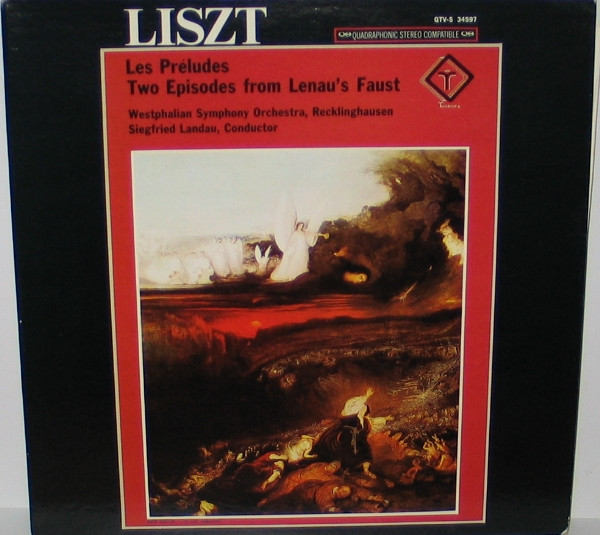 LISZT
QTV-S 34597
QUADRAPHONIC STEREO COMPATIBLE
Les Préludes
Two Episodes from Lenau's Faust
Westphalian Symphony Orchestra, Recklinghausen
Siegfried Landau, Conductor